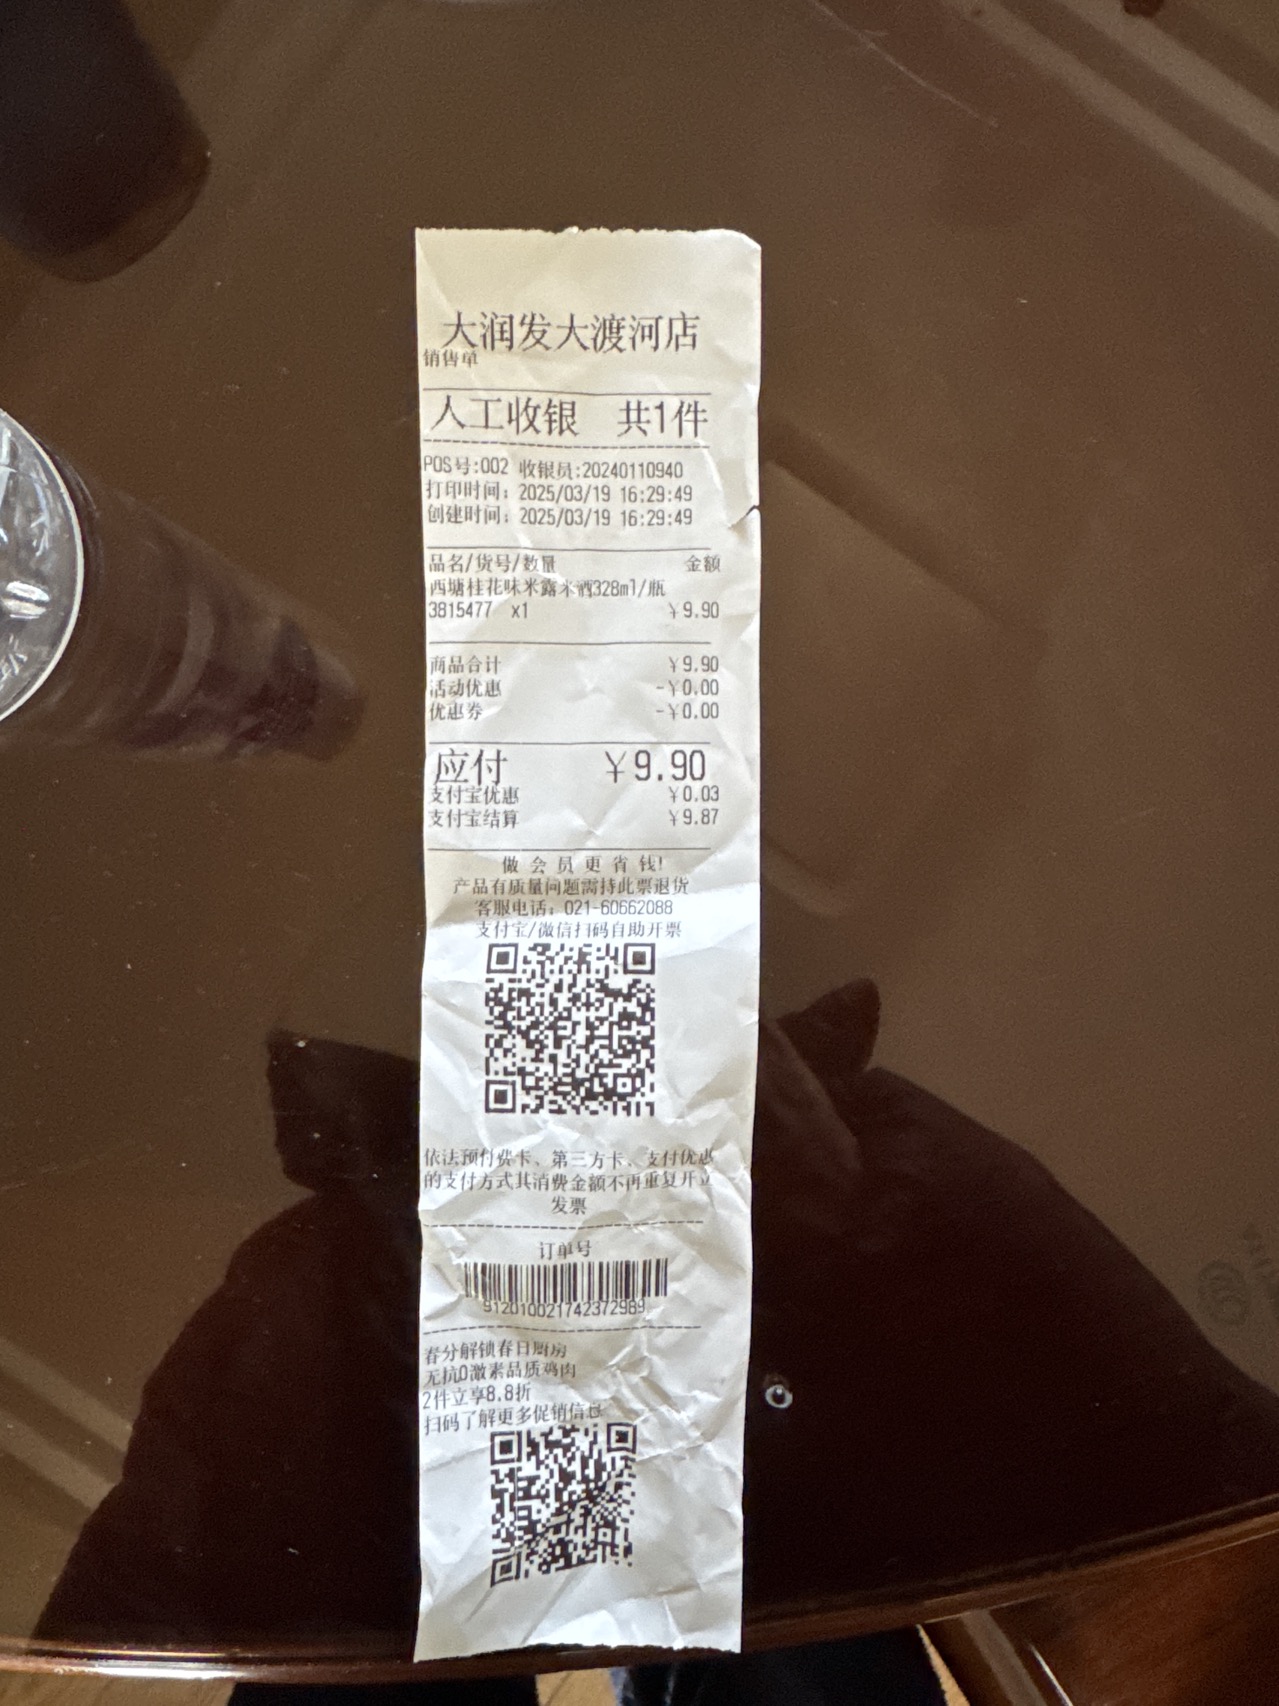 大润发大渡河店
销售单
人工收银 共1件
POS号:002 收银员:20240110940
打印时间: 2025/03/19 16:29:49
创建时间: 2025/03/19 16:29:49
品名/货号/数量 金额
西塘桂花味米露米酒328ml/瓶
3815477 x1 ¥9.90
商品合计 ¥9.90
活动优惠 -¥0.00
优惠券 -¥0.00
应付 ¥9.90
支付宝优惠 ¥0.03
支付宝结算 ¥9.87
做会员更省钱!
产品有质量问题需持此票退货
客服电话: 021-60662088
支付宝/微信扫码自助开票
依法预付费卡、第三方卡、支付优惠
的支付方式其消费金额不再重复开立
发票
订单号
912010021742372989
春分解锁春日厨房
无抗0激素品质鸡肉
2件立享8.8折
扫码了解更多促销信息